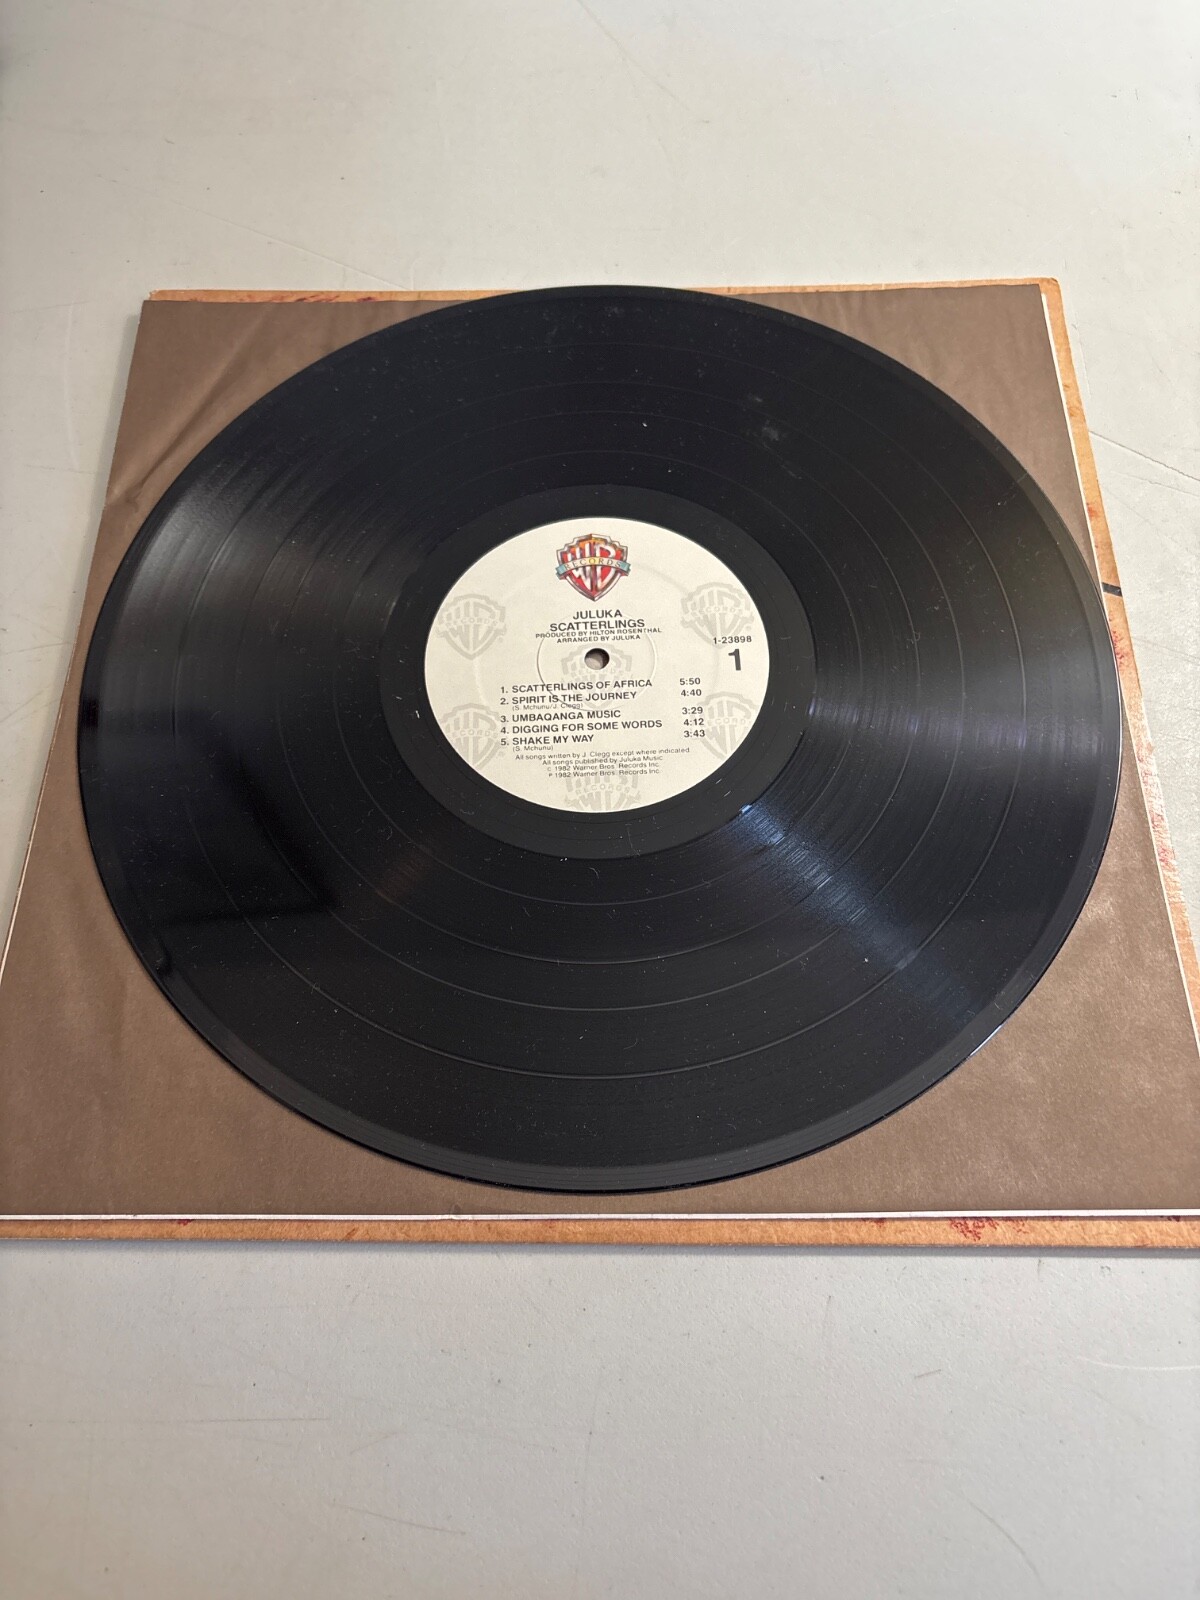 RECORDS
JULUKA
SCATTERLINGS
PRODUCED BY HILTON ROSENTHAL
ARRANGED BY JULUKA
1-23898
1
1. SCATTERLINGS OF AFRICA 5:50
2. SPIRIT IS THE JOURNEY 4:40
(S. Mchunu/J. Clegg)
3. UMBAQANGA MUSIC 3:29
4. DIGGING FOR SOME WORDS 4:12
5. SHAKE MY WAY 3:43
(S. Mchunu)
All songs written by J. Clegg except where indicated.
All songs published by Juluka Music
© 1982 Warner Bros. Records Inc.
℗ 1982 Warner Bros. Records Inc.